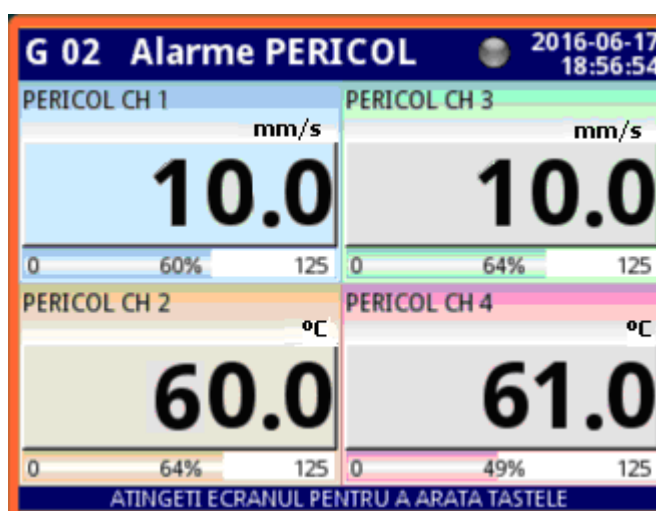 G 02 Alarme PERICOL
2016-06-17
18:56:54
PERICOL CH 1
mm/s
10.0
0 60% 125
PERICOL CH 3
mm/s
10.0
0 64% 125
PERICOL CH 2
ºC
60.0
0 64% 125
PERICOL CH 4
ºC
61.0
0 49% 125
ATINGETI ECRANUL PENTRU A ARATA TASTELE